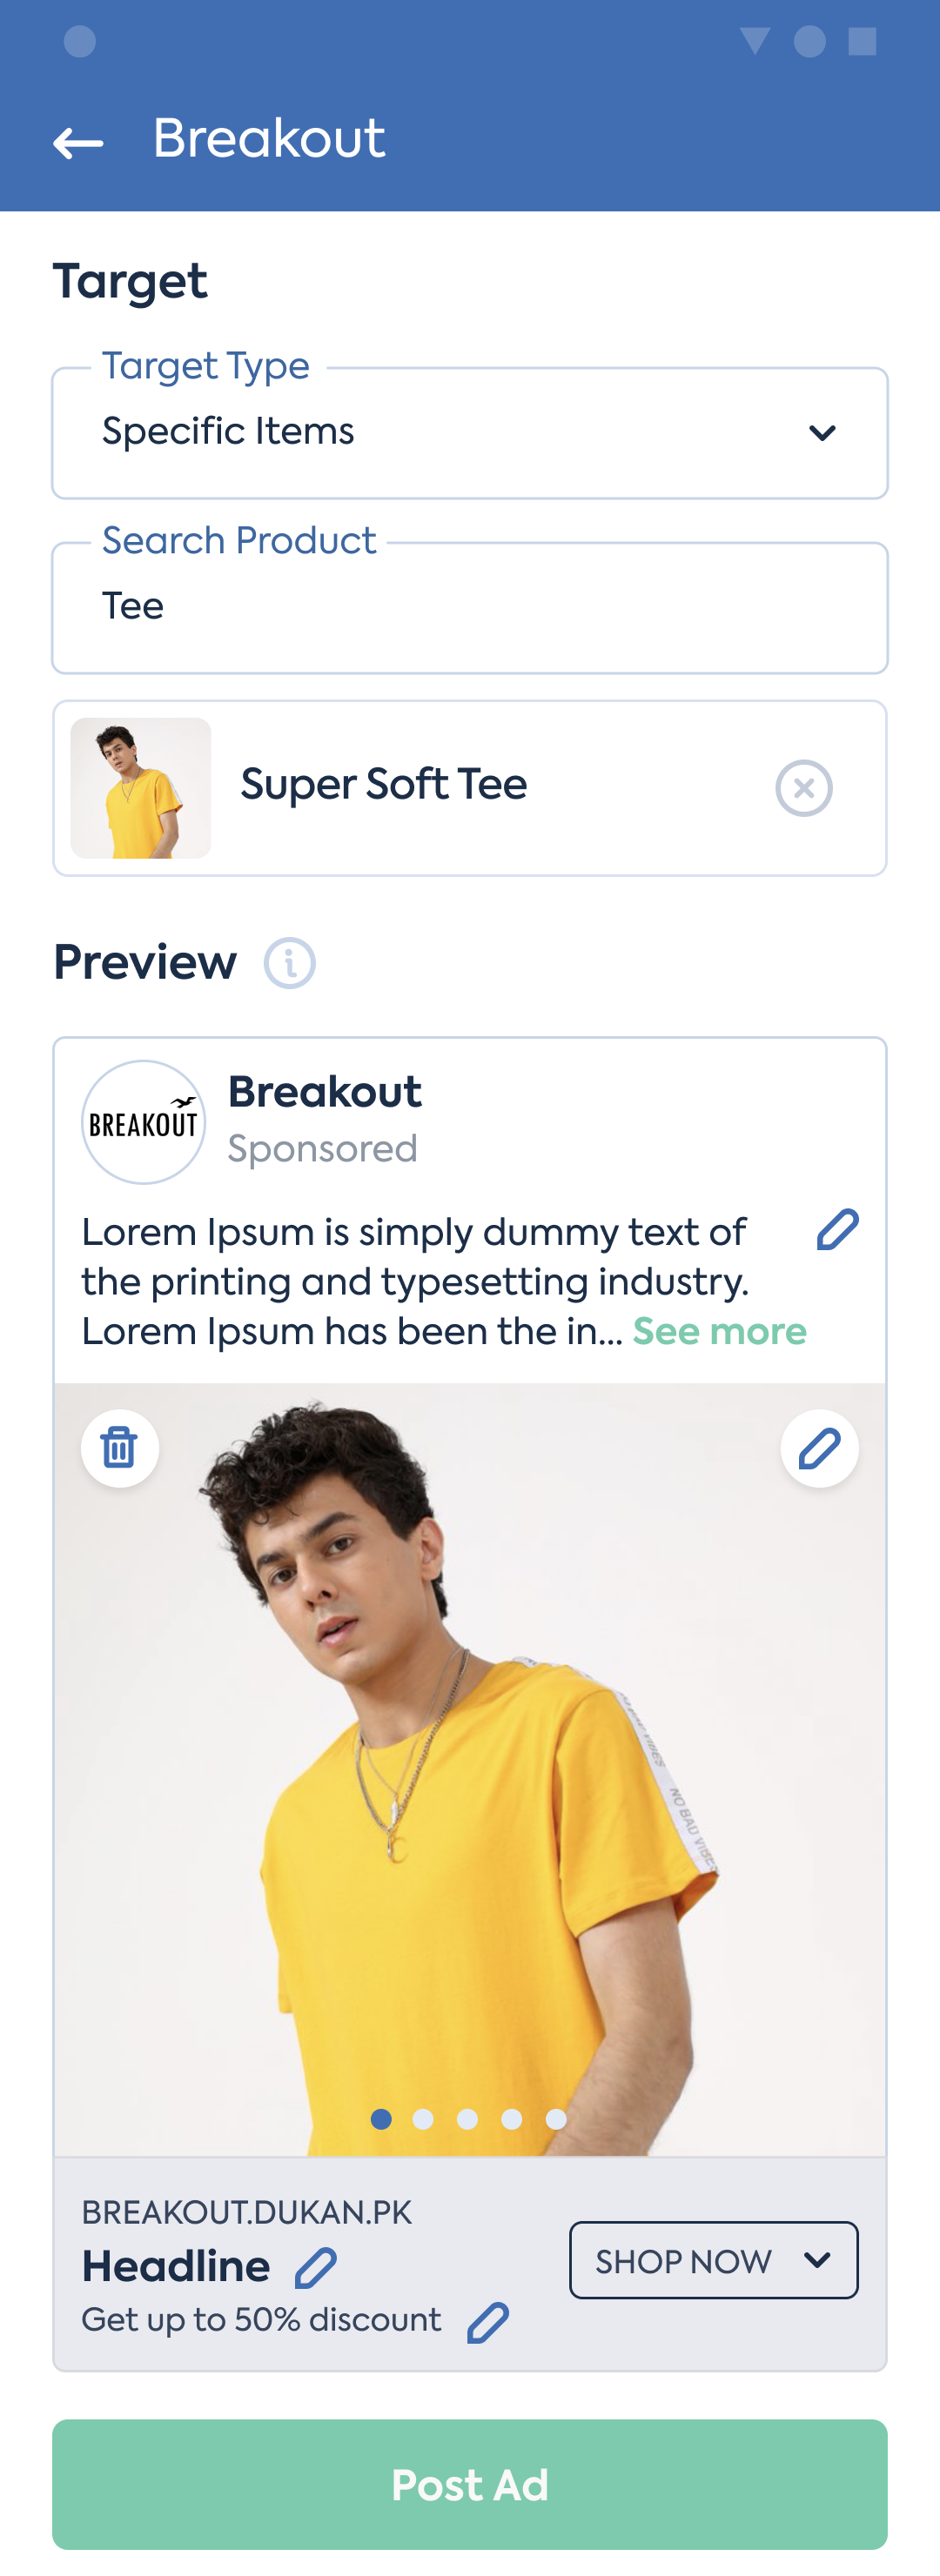 Breakout
Target
Target Type
Specific Items
Search Product
Tee
Super Soft Tee
Preview
BREAKOUT
Breakout
Sponsored
Lorem Ipsum is simply dummy text of
the printing and typesetting industry.
Lorem Ipsum has been the in... See more
VIBES
NO BAD VIBES
BREAKOUT.DUKAN.PK
Headline
SHOP NOW
Get up to 50% discount
Post Ad